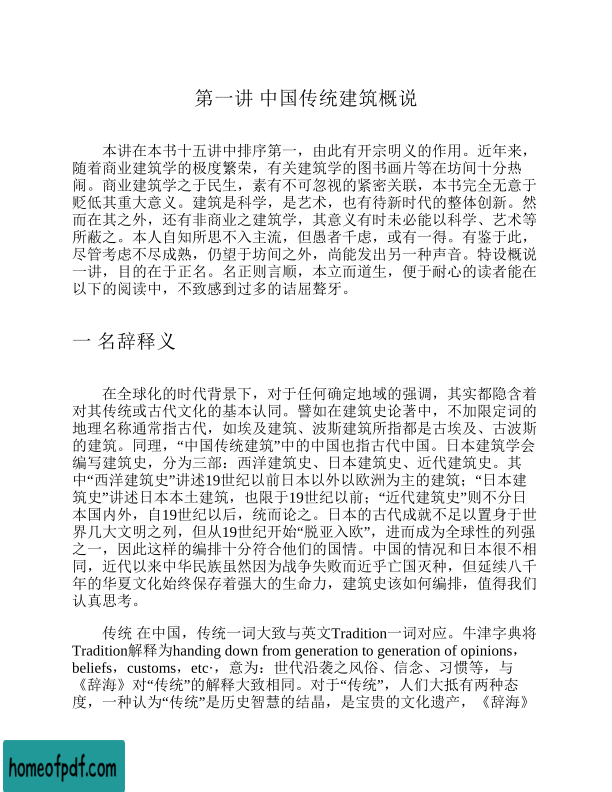 第一讲 中国传统建筑概说
本讲在本书十五讲中排序第一，由此有开宗明义的作用。近年来，
随着商业建筑学的极度繁荣，有关建筑学的图书画片等在坊间十分热
闹。商业建筑学之于民生，素有不可忽视的紧密关联，本书完全无意于
贬低其重大意义。建筑是科学，是艺术，也有待新时代的整体创新。然
而在其之外，还有非商业之建筑学，其意义有时未必能以科学、艺术等
所蔽之。本人自知所思不入主流，但愚者千虑，或有一得。有鉴于此，
尽管考虑不尽成熟，仍望于坊间之外，尚能发出另一种声音。特设概说
一讲，目的在于正名。名正则言顺，本立而道生，便于耐心的读者能在
以下的阅读中，不致感到过多的诘屈聱牙。
一 名辞释义
在全球化的时代背景下，对于任何确定地域的强调，其实都隐含着
对其传统或古代文化的基本认同。譬如在建筑史论著中，不加限定词的
地理名称通常指古代，如埃及建筑、波斯建筑所指都是古埃及、古波斯
的建筑。同理，“中国传统建筑”中的中国也指古代中国。日本建筑学会
编写建筑史，分为三部：西洋建筑史、日本建筑史、近代建筑史。其
中“西洋建筑史”讲述19世纪以前日本以外以欧洲为主的建筑；“日本建
筑史”讲述日本本土建筑，也限于19世纪以前；“近代建筑史”则不分日
本国内外，自19世纪以后，统而论之。日本的古代成就不足以置身于世
界几大文明之列，但从19世纪开始“脱亚入欧”，进而成为全球性的列强
之一，因此这样的编排十分符合他们的国情。中国的情况和日本很不相
同，近代以来中华民族虽然因为战争失败而近乎亡国灭种，但延续八千
年的华夏文化始终保存着强大的生命力，建筑史该如何编排，值得我们
认真思考。
传统 在中国，传统一词大致与英文Tradition一词对应。牛津字典将
Tradition解释为handing down from generation to generation of opinions，
beliefs，customs，etc·，意为：世代沿袭之风俗、信念、习惯等，与
《辞海》对“传统”的解释大致相同。对于“传统”，人们大抵有两种态
度，一种认为“传统”是历史智慧的结晶，是宝贵的文化遗产，《辞海》
homeofpdf.com